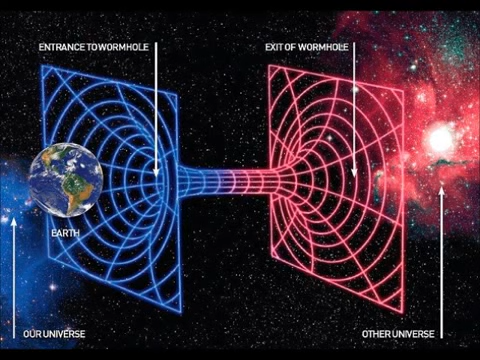 ENTRANCE TO WORMHOLE
EXIT OF WORMHOLE
EARTH
OUR UNIVERSE
OTHER UNIVERSE